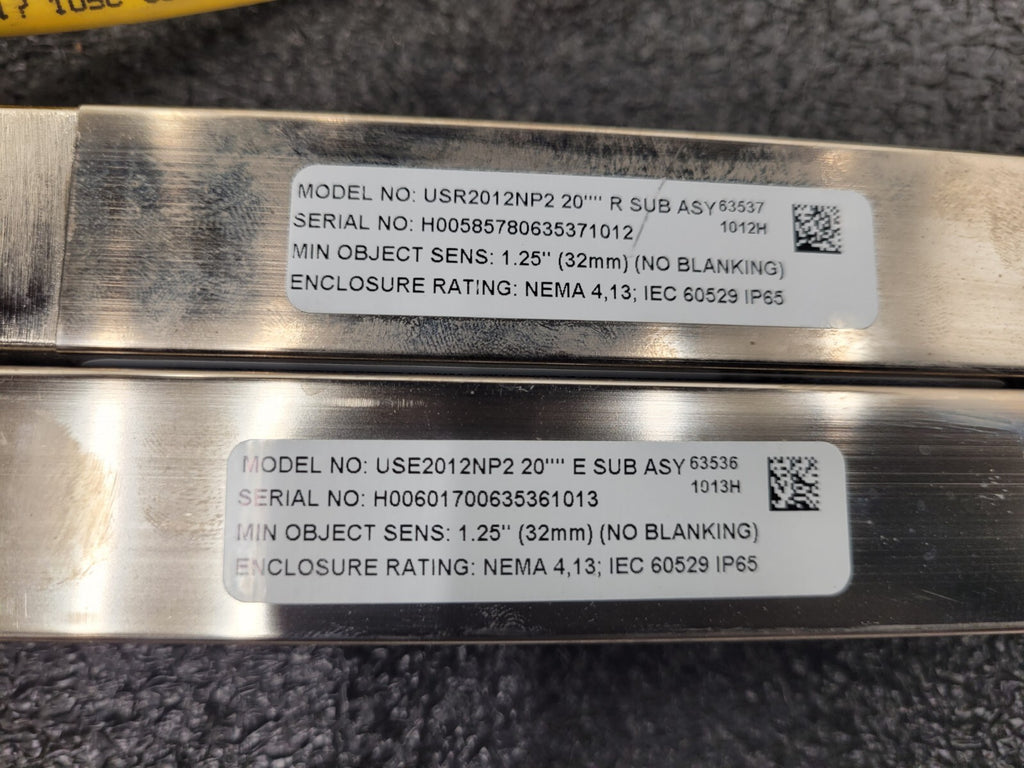 MODEL NO: USR2012NP2 20"" R SUB ASY 63537
1012H
SERIAL NO: H00585780635371012
MIN OBJECT SENS: 1.25" (32mm) (NO BLANKING)
ENCLOSURE RATING: NEMA 4,13; IEC 60529 IP65
MODEL NO: USE2012NP2 20"" E SUB ASY 63536
1013H
SERIAL NO: H00601700635361013
MIN OBJECT SENS: 1.25" (32mm) (NO BLANKING)
ENCLOSURE RATING: NEMA 4,13; IEC 60529 IP65